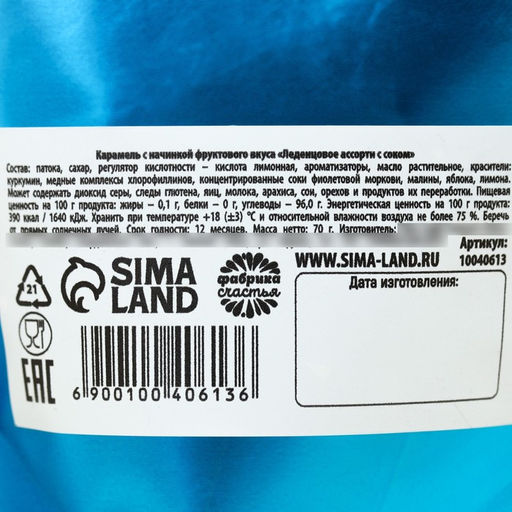 Карамель с начинкой фруктового вкуса «Леденцовое ассорти с соком»
Состав: патока, сахар, регулятор кислотности – кислота лимонная, ароматизаторы, масло растительное, красители:
куркумин, медные комплексы хлорофиллинов, концентрированные соки фиолетовой моркови, малины, яблока, лимона.
Может содержать диоксид серы, следы глютена, яиц, молока, арахиса, сои, орехов и продуктов их переработки. Пищевая
ценность на 100 г продукта: жиры – 0,1 г, белки – 0 г, углеводы – 96,0 г. Энергетическая ценность на 100 г продукта:
390 ккал / 1640 кДж. Хранить при температуре +18 (±3) °С и относительной влажности воздуха не более 75 %. Беречь
от прямых солнечных лучей. Срок годности: 12 месяцев. Масса нетто: 70 г. Изготовитель:
21
SIMA
LAND
фабрика
счастья
WWW.SIMA-LAND.RU
Артикул:
10040613
Дата изготовления:
EAC
6 900100 406136